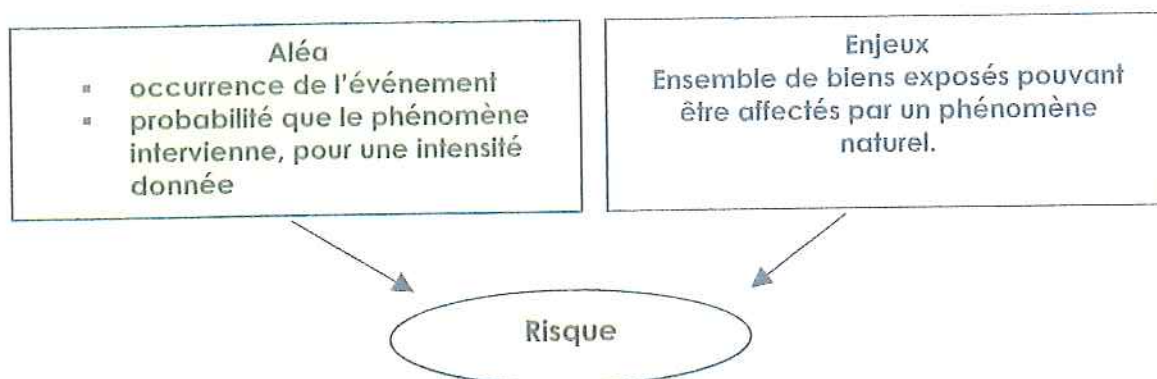 Aléa
▪ occurrence de l'événement
▪ probabilité que le phénomène
intervienne, pour une intensité
donnée
Enjeux
Ensemble de biens exposés pouvant
être affectés par un phénomène
naturel.
Risque